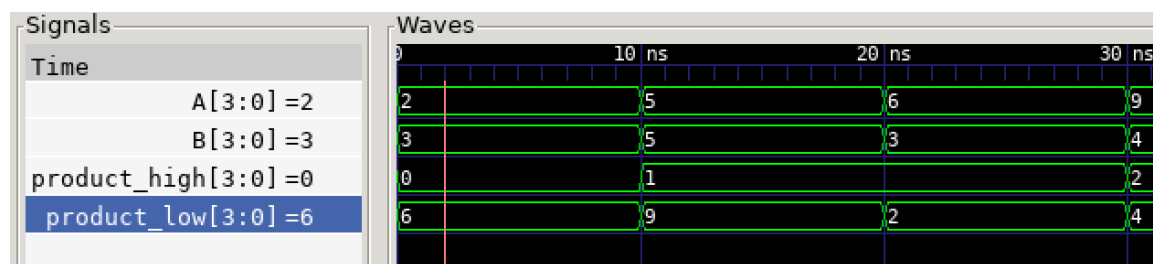 Signals
Waves
Time
0 10 ns 20 ns 30 ns
A[3:0]=2 2 5 6 9
B[3:0]=3 3 5 3 4
product_high[3:0]=0 0 1 2
product_low[3:0]=6 6 9 2 4